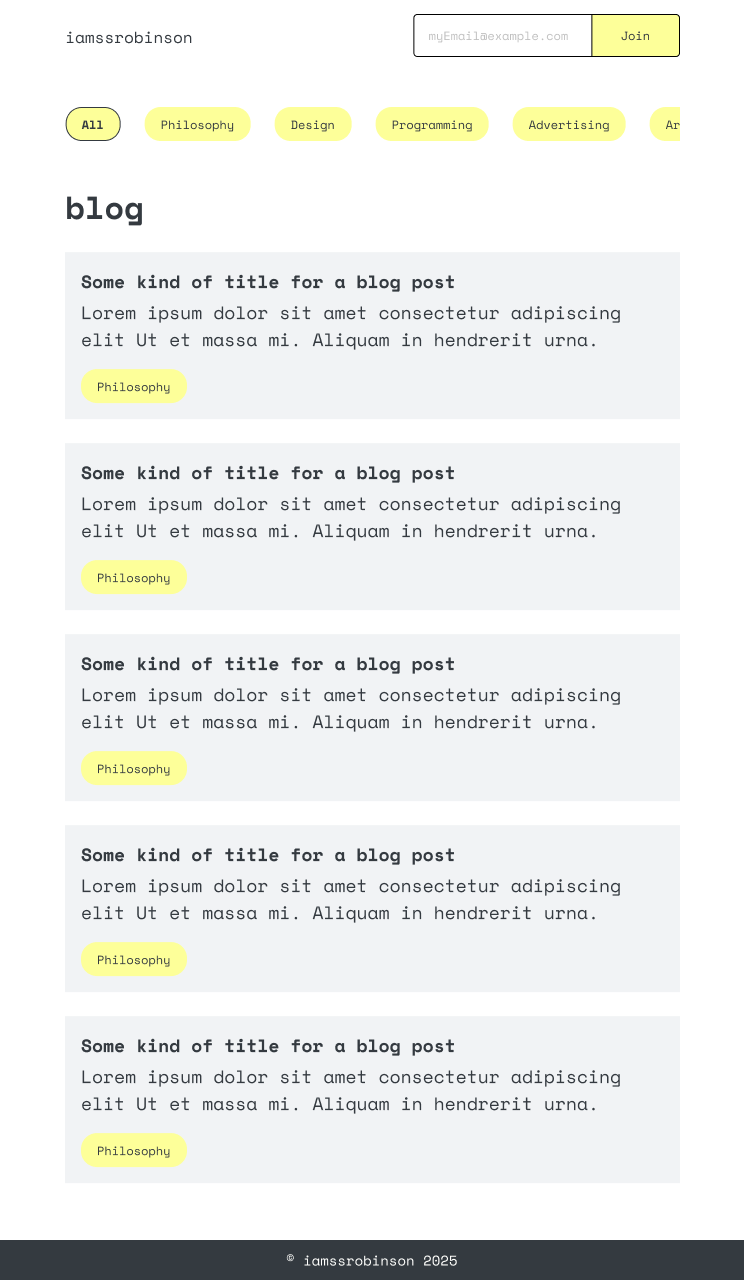 iamssrobinson
myEmail@example.com
Join
All
Philosophy
Design
Programming
Advertising
Ar
blog
Some kind of title for a blog post
Lorem ipsum dolor sit amet consectetur adipiscing
elit Ut et massa mi. Aliquam in hendrerit urna.
Philosophy
Some kind of title for a blog post
Lorem ipsum dolor sit amet consectetur adipiscing
elit Ut et massa mi. Aliquam in hendrerit urna.
Philosophy
Some kind of title for a blog post
Lorem ipsum dolor sit amet consectetur adipiscing
elit Ut et massa mi. Aliquam in hendrerit urna.
Philosophy
Some kind of title for a blog post
Lorem ipsum dolor sit amet consectetur adipiscing
elit Ut et massa mi. Aliquam in hendrerit urna.
Philosophy
Some kind of title for a blog post
Lorem ipsum dolor sit amet consectetur adipiscing
elit Ut et massa mi. Aliquam in hendrerit urna.
Philosophy
© iamssrobinson 2025